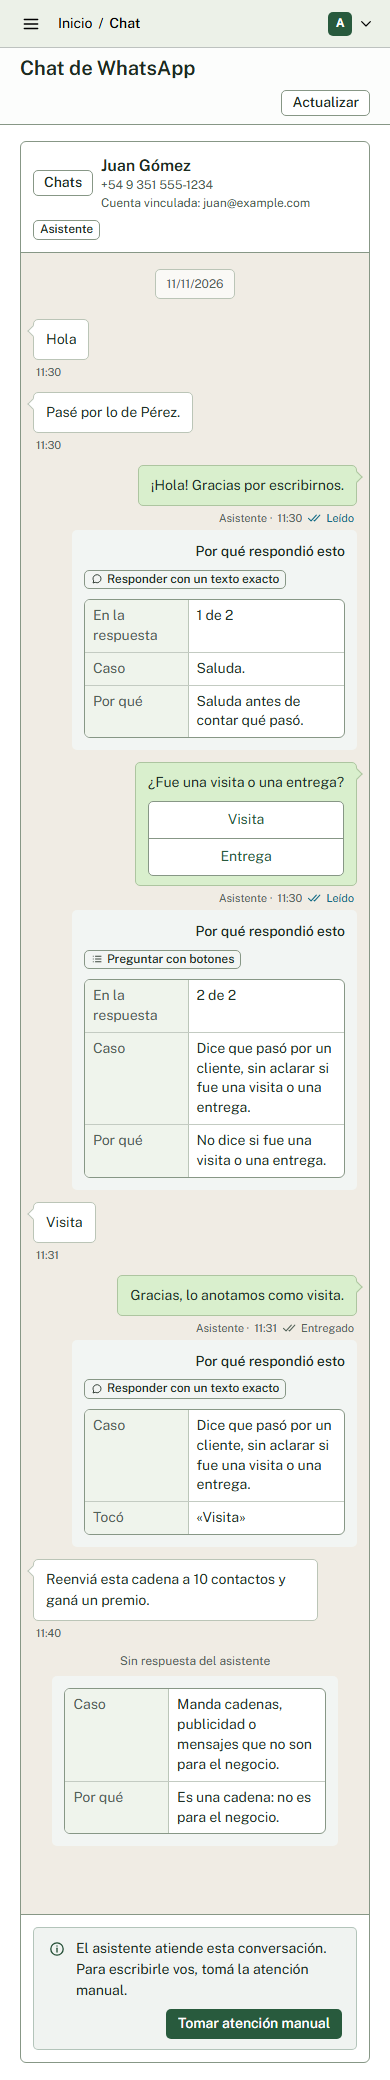 Inicio / Chat
A
Chat de WhatsApp
Actualizar
Chats
Juan Gómez
+54 9 351 555-1234
Cuenta vinculada: juan@example.com
Asistente
11/11/2026
Hola
11:30
Pasé por lo de Pérez.
11:30
¡Hola! Gracias por escribirnos.
Asistente · 11:30 Leído
Por qué respondió esto
Responder con un texto exacto
En la respuesta
1 de 2
Caso
Saluda.
Por qué
Saluda antes de
contar qué pasó.
¿Fue una visita o una entrega?
Visita
Entrega
Asistente · 11:30 Leído
Por qué respondió esto
Preguntar con botones
En la respuesta
2 de 2
Caso
Dice que pasó por un
cliente, sin aclarar si
fue una visita o una
entrega.
Por qué
No dice si fue una
visita o una entrega.
Visita
11:31
Gracias, lo anotamos como visita.
Asistente · 11:31 Entregado
Por qué respondió esto
Responder con un texto exacto
Caso
Dice que pasó por un
cliente, sin aclarar si
fue una visita o una
entrega.
Tocó
«Visita»
Reenviá esta cadena a 10 contactos y
ganá un premio.
11:40
Sin respuesta del asistente
Caso
Manda cadenas,
publicidad o
mensajes que no son
para el negocio.
Por qué
Es una cadena: no es
para el negocio.
El asistente atiende esta conversación.
Para escribirle vos, tomá la atención
manual.
Tomar atención manual